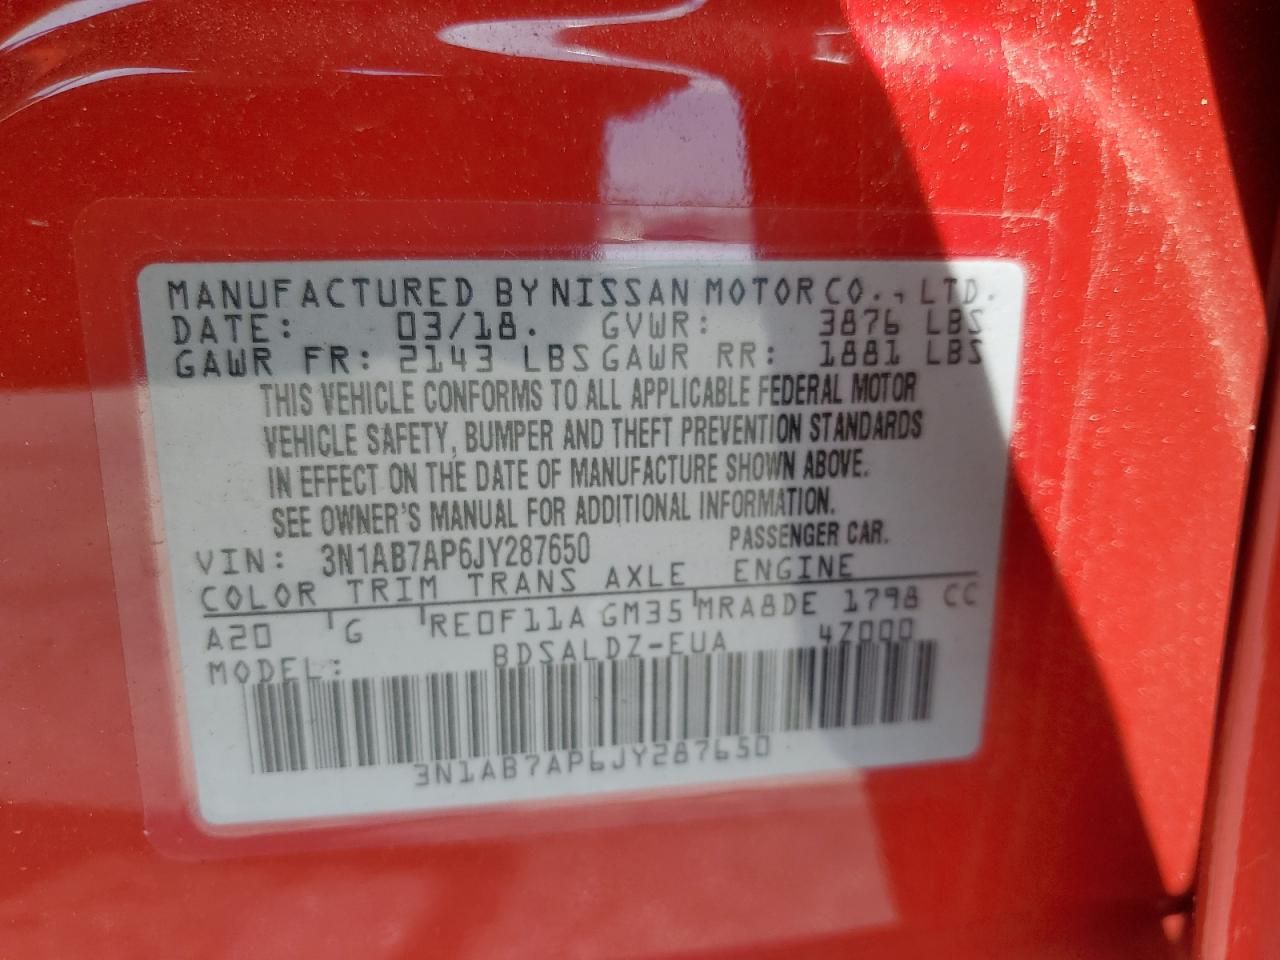 MANUFACTURED BY NISSAN MOTOR CO., LTD.
DATE: 03/18. GVWR: 3876 LBS
GAWR FR: 2143 LBS GAWR RR: 1881 LBS
THIS VEHICLE CONFORMS TO ALL APPLICABLE FEDERAL MOTOR
VEHICLE SAFETY, BUMPER AND THEFT PREVENTION STANDARDS
IN EFFECT ON THE DATE OF MANUFACTURE SHOWN ABOVE.
SEE OWNER'S MANUAL FOR ADDITIONAL INFORMATION.
VIN: 3N1AB7AP6JY287650 PASSENGER CAR.
COLOR TRIM TRANS AXLE ENGINE
A20 G RE0F11A GM35 MRA8DE 1798 CC
MODEL: BDSALDZ-EUA 4Z000
3N1AB7AP6JY287650